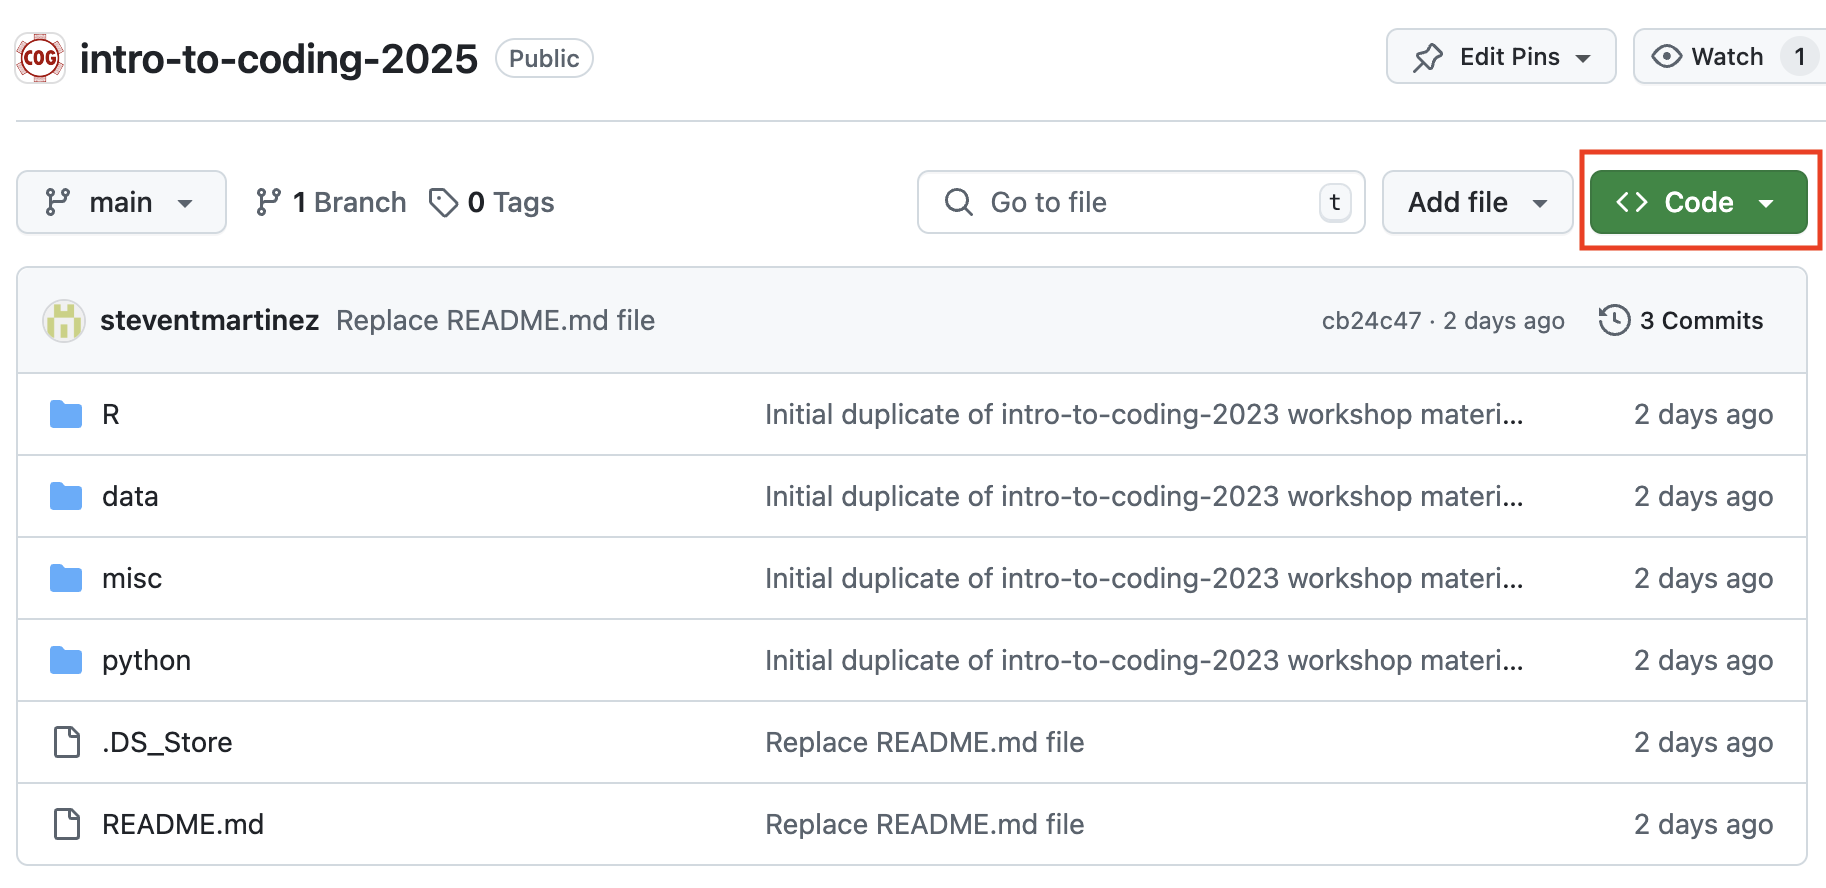 COG intro-to-coding-2025 Public Edit Pins Watch 1
main 1 Branch 0 Tags Go to file t Add file <> Code
steventmartinez Replace README.md file cb24c47 · 2 days ago 3 Commits
R Initial duplicate of intro-to-coding-2023 workshop materi... 2 days ago
data Initial duplicate of intro-to-coding-2023 workshop materi... 2 days ago
misc Initial duplicate of intro-to-coding-2023 workshop materi... 2 days ago
python Initial duplicate of intro-to-coding-2023 workshop materi... 2 days ago
.DS_Store Replace README.md file 2 days ago
README.md Replace README.md file 2 days ago